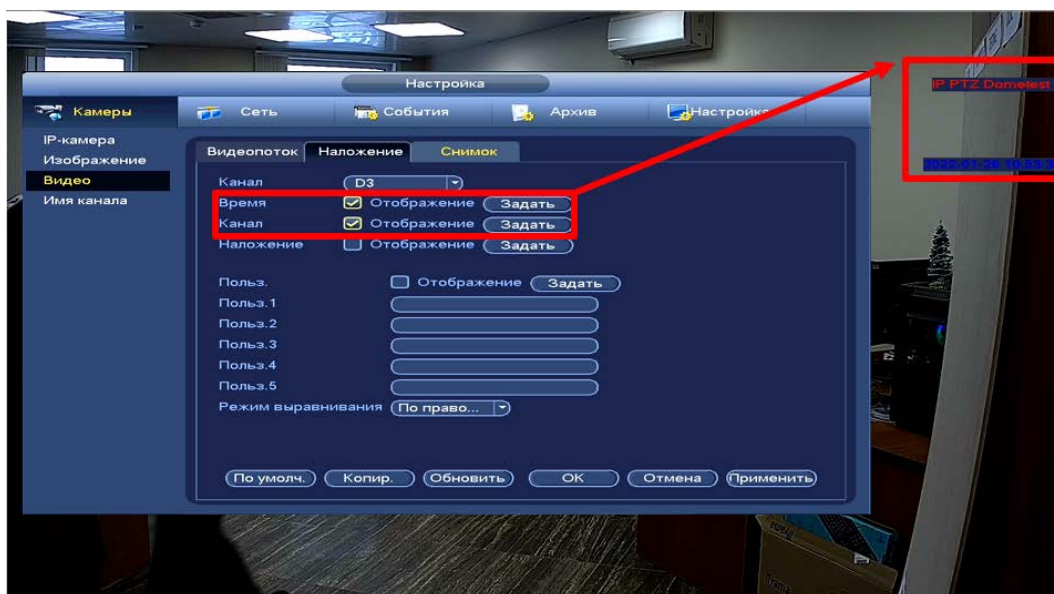 Настройка
IP PTZ Dometest
Камеры Сеть События Архив Настройка
IP-камера
Изображение
Видео
Имя канала
Видеопоток Наложение Снимок
Канал D3
Время Отображение Задать
Канал Отображение Задать
Наложение Отображение Задать
Польз. Отображение Задать
Польз.1
Польз.2
Польз.3
Польз.4
Польз.5
Режим выравнивания По право...
По умолч. Копир. Обновить OK Отмена Применить